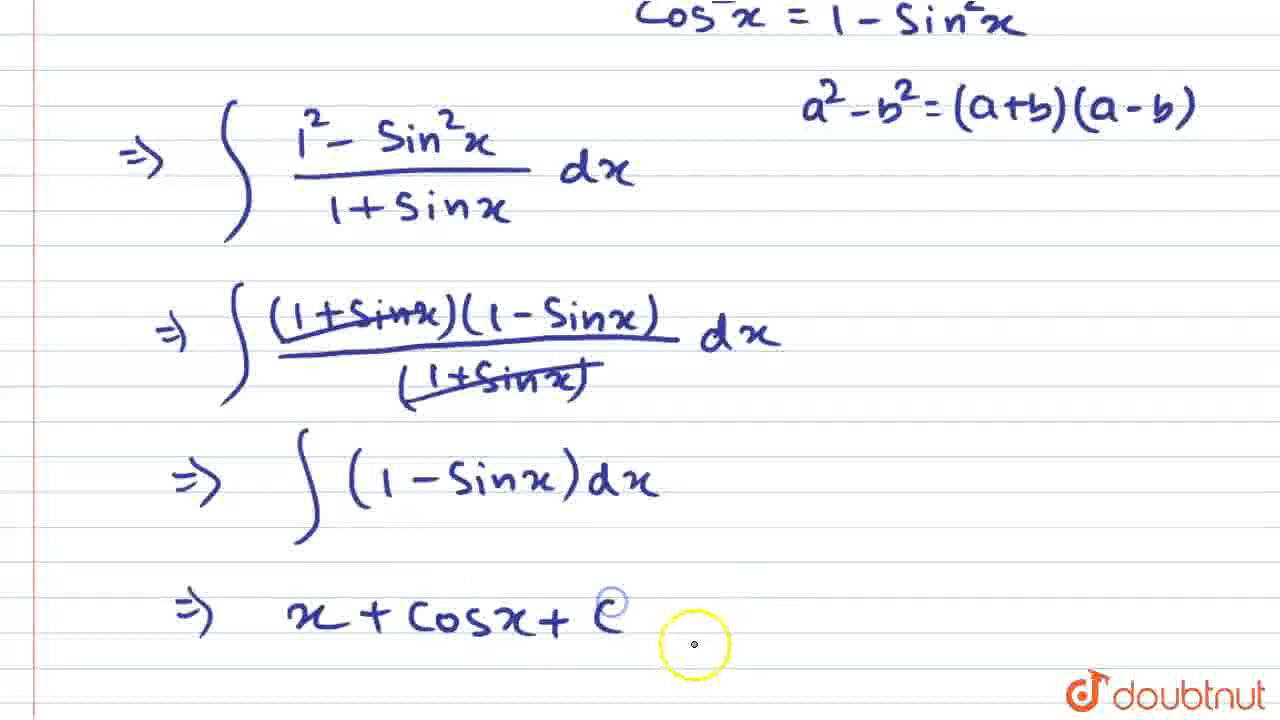 cos²x = 1 - Sin²x
a² - b² = (a+b)(a-b)
⇒ ∫ (1² - Sin²x)/(1 + Sinx) dx
⇒ ∫ (1+Sinx)(1-Sinx)/(1+Sinx) dx
⇒ ∫ (1 - Sinx) dx
⇒ x + Cosx + C
doubtnut